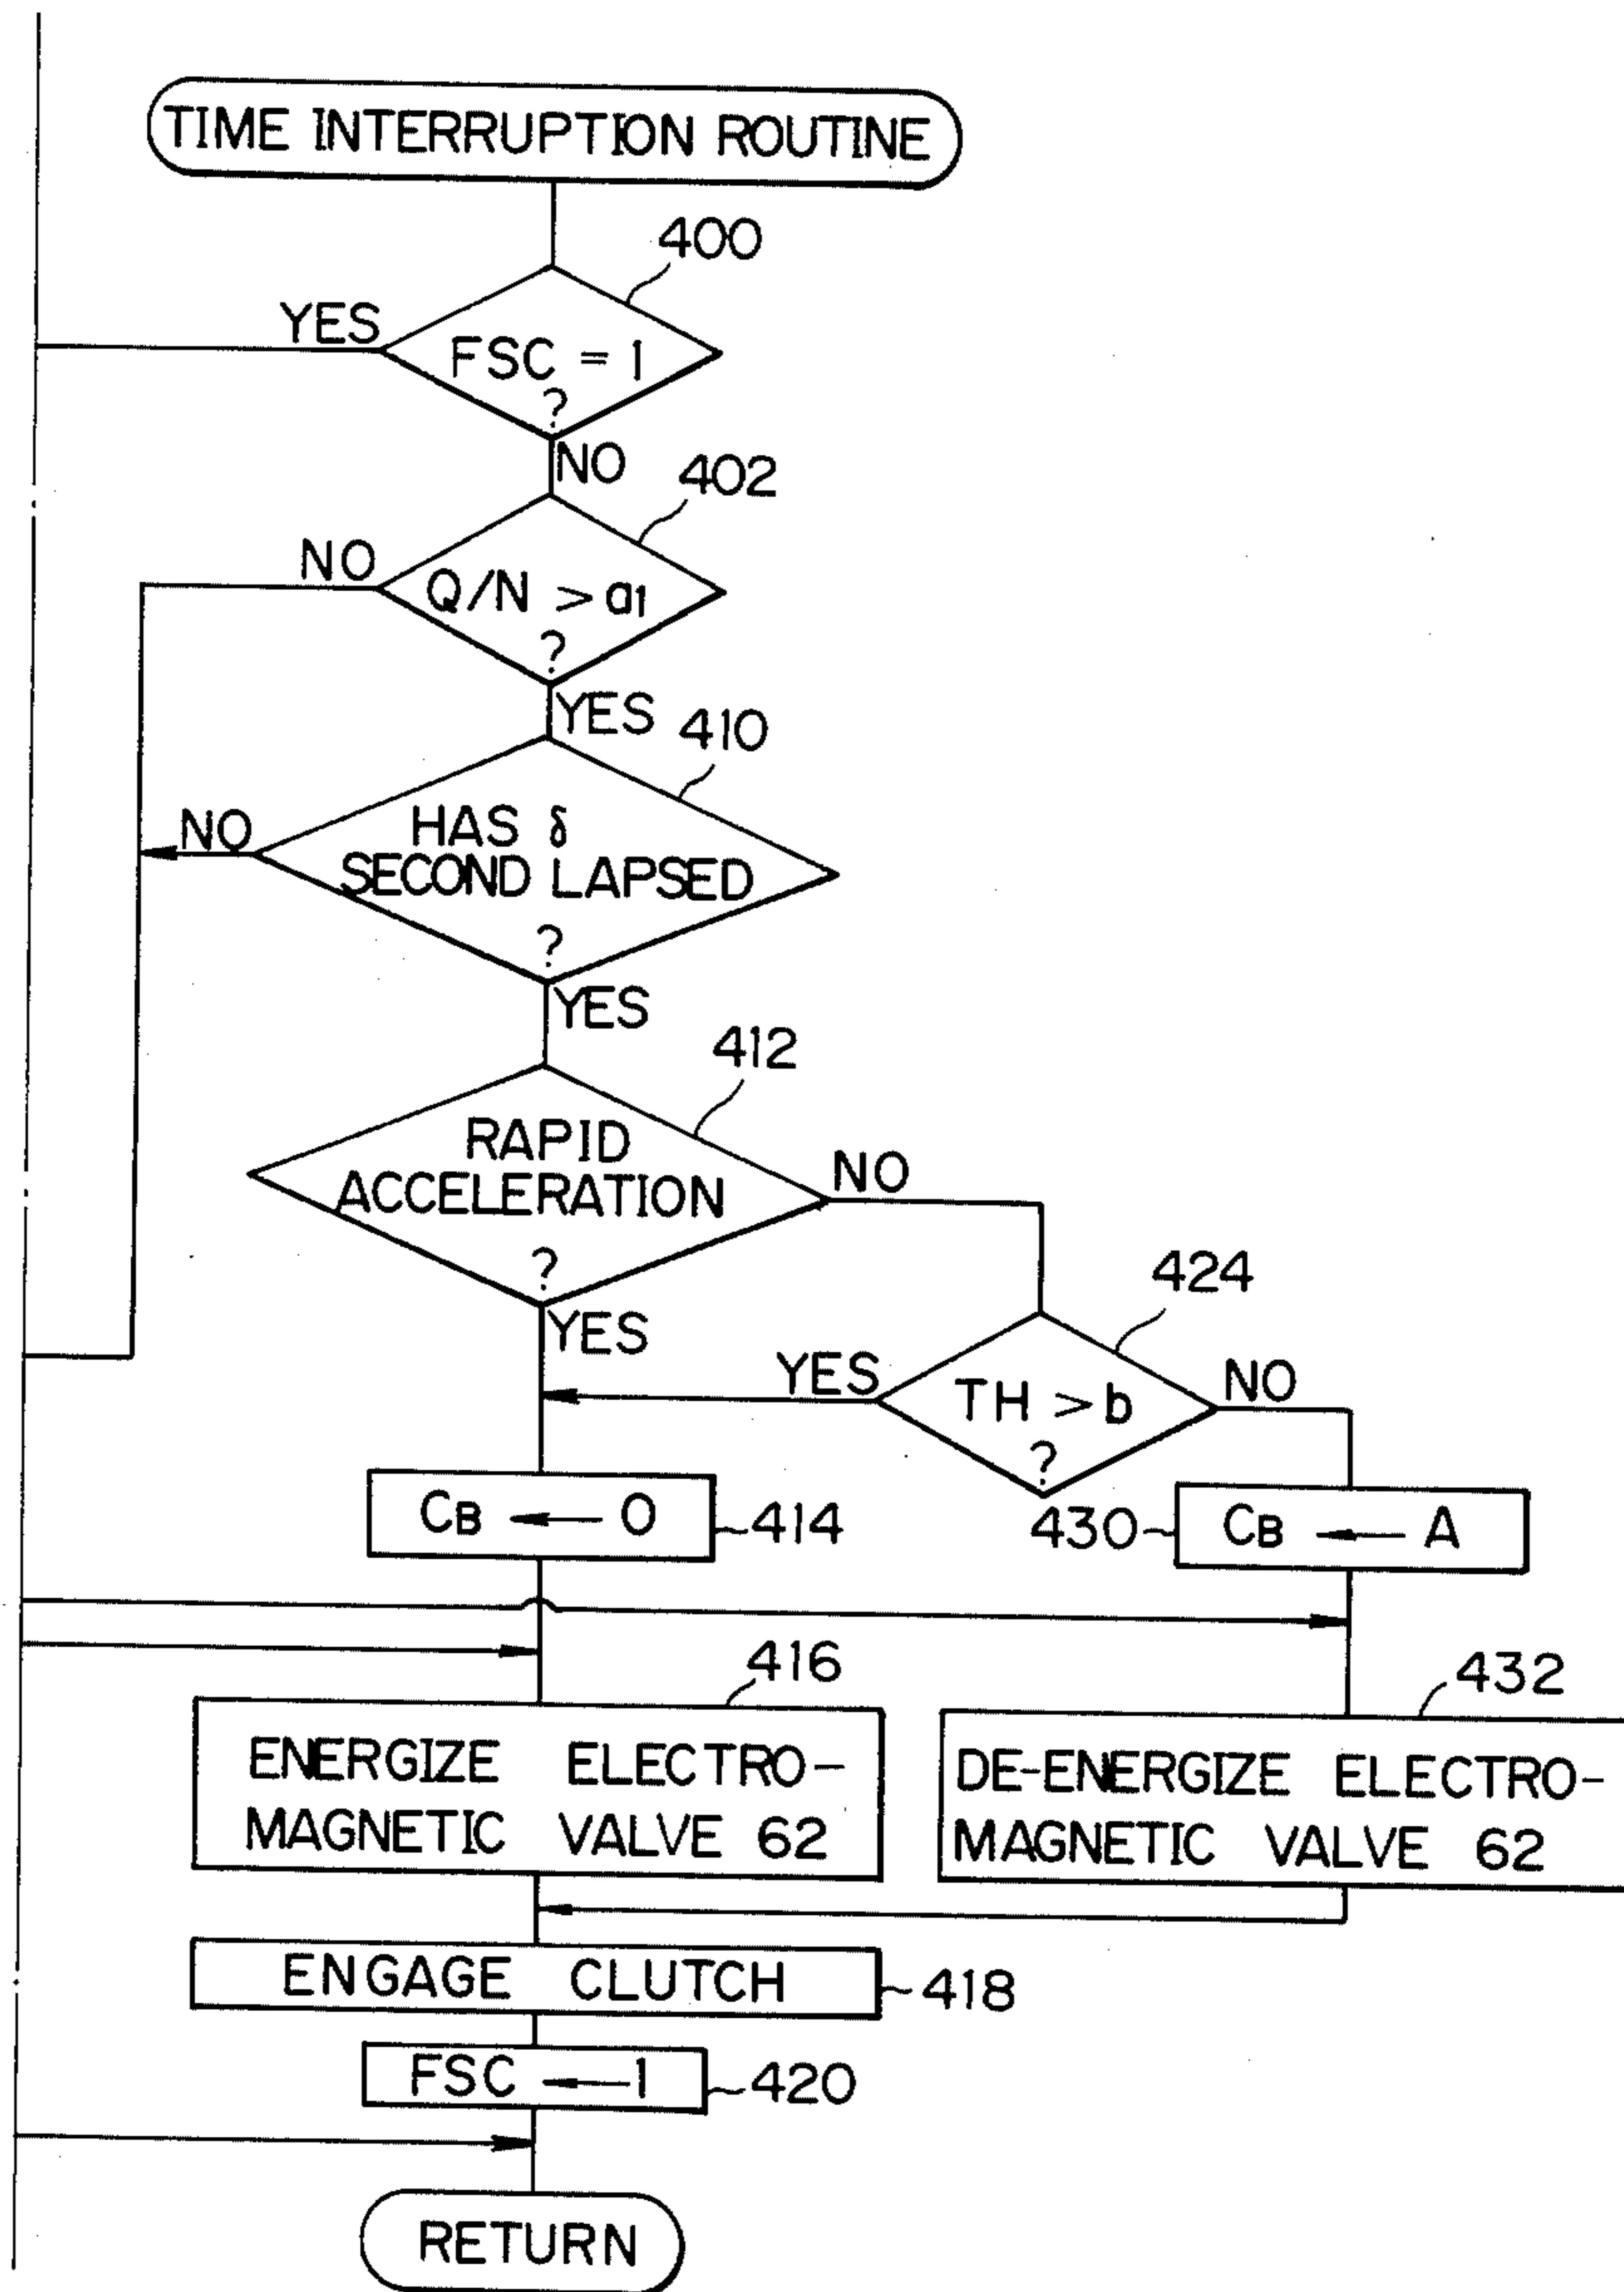 TIME INTERRUPTION ROUTINE
400
YES
FSC = 1
?
NO
402
NO
Q/N > a1
?
YES
410
NO
HAS δ
SECOND LAPSED
?
YES
412
RAPID
ACCELERATION
?
NO
YES
424
YES
TH > b
?
NO
CB ← O
414
430
CB ← A
416
432
ENERGIZE ELECTRO-
MAGNETIC VALVE 62
DE-ENERGIZE ELECTRO-
MAGNETIC VALVE 62
ENGAGE CLUTCH
418
FSC ← 1
420
RETURN